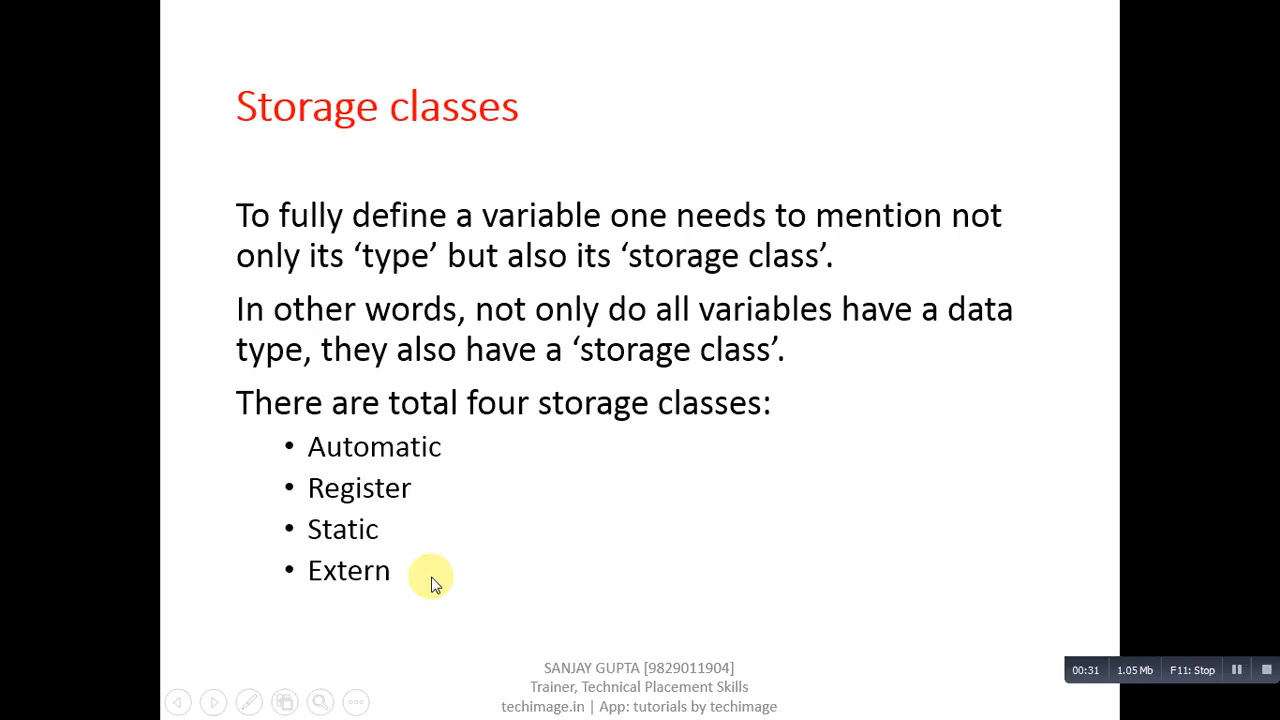 Storage classes
To fully define a variable one needs to mention not
only its ‘type’ but also its ‘storage class’.
In other words, not only do all variables have a data
type, they also have a ‘storage class’.
There are total four storage classes:
• Automatic
• Register
• Static
• Extern
SANJAY GUPTA [9829011904]
Trainer, Technical Placement Skills
techimage.in | App: tutorials by techimage
00:31 1.05 Mb F11: Stop